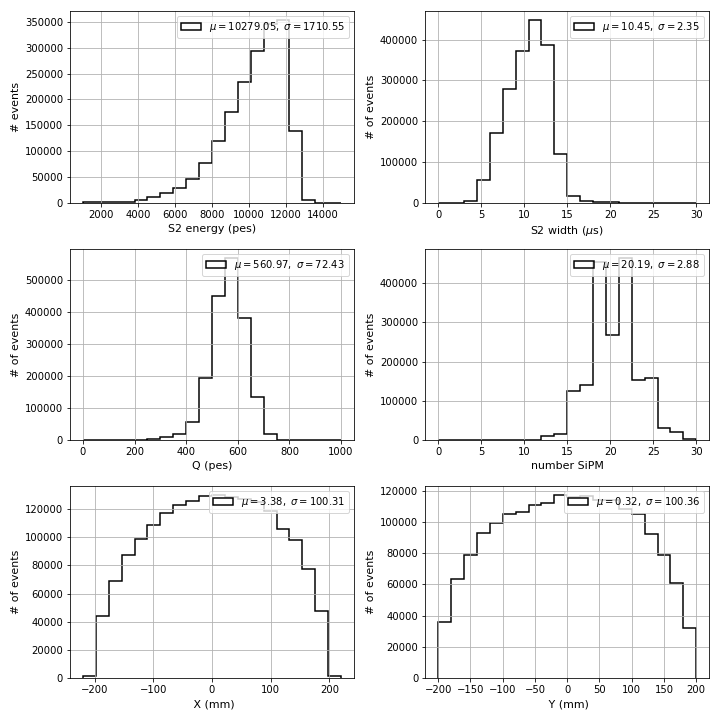 μ = 10279.05, σ = 1710.55
# events
350000
300000
250000
200000
150000
100000
50000
0
2000 4000 6000 8000 10000 12000 14000
S2 energy (pes)
μ = 10.45, σ = 2.35
# of events
400000
300000
200000
100000
0
0 5 10 15 20 25 30
S2 width (μs)
μ = 560.97, σ = 72.43
# of events
500000
400000
300000
200000
100000
0
0 200 400 600 800 1000
Q (pes)
μ = 20.19, σ = 2.88
# of events
400000
300000
200000
100000
0
0 5 10 15 20 25 30
number SiPM
μ = 3.38, σ = 100.31
# of events
120000
100000
80000
60000
40000
20000
0
−200 −100 0 100 200
X (mm)
μ = 0.32, σ = 100.36
# of events
120000
100000
80000
60000
40000
20000
0
−200 −150 −100 −50 0 50 100 150 200
Y (mm)